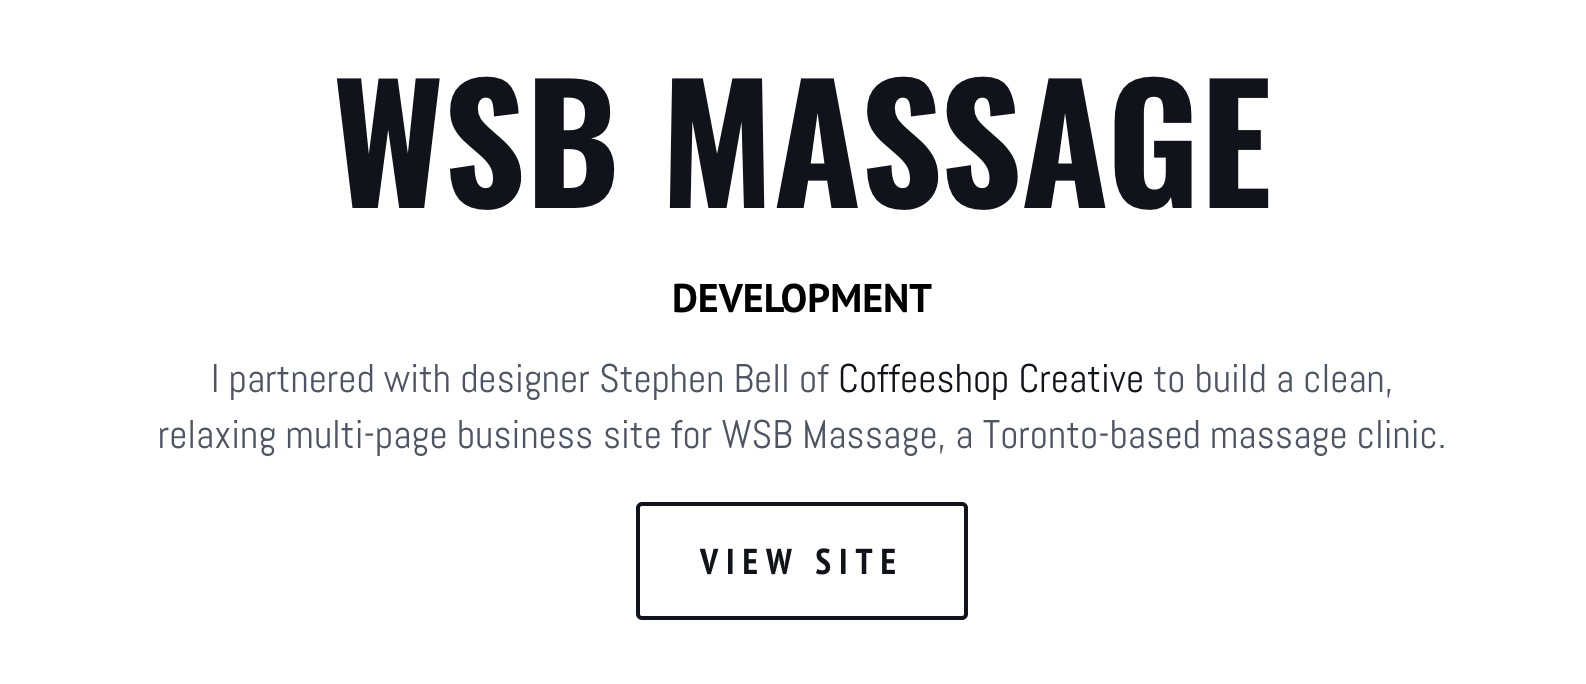 WSB MASSAGE
DEVELOPMENT
I partnered with designer Stephen Bell of Coffeeshop Creative to build a clean,
relaxing multi-page business site for WSB Massage, a Toronto-based massage clinic.
VIEW SITE